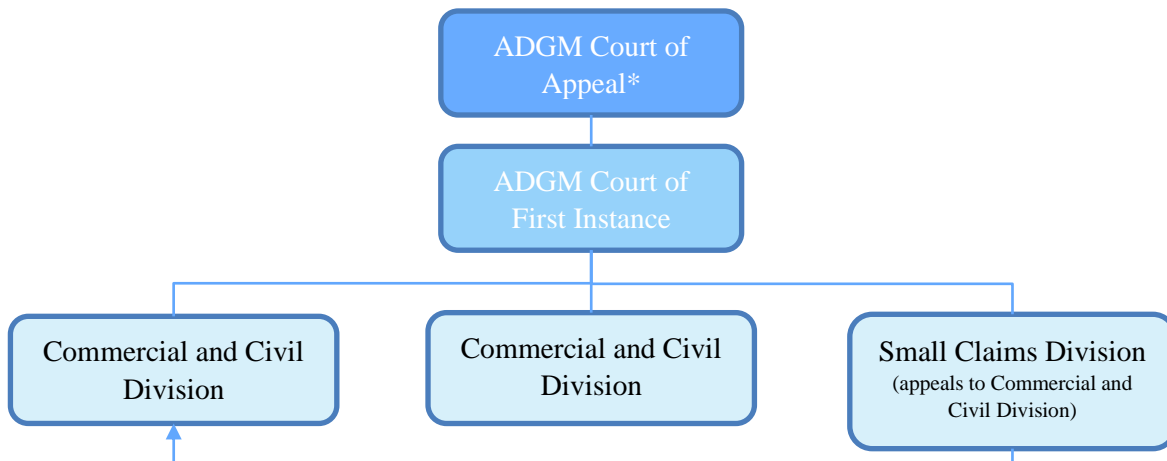 ADGM Court of
Appeal*
ADGM Court of
First Instance
Commercial and Civil
Division
Commercial and Civil
Division
Small Claims Division
(appeals to Commercial and
Civil Division)